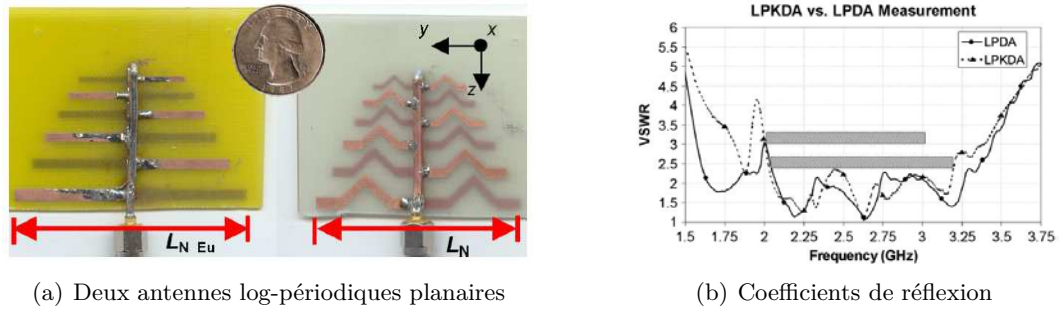 y
x
z
L N Eu
L N
LPKDA vs. LPDA Measurement
LPDA
LPKDA
VSWR
6
5.5
5
4.5
4
3.5
3
2.5
2
1.5
1
1.5 1.75 2 2.25 2.5 2.75 3 3.25 3.5 3.75
Frequency (GHz)
(a) Deux antennes log-périodiques planaires
(b) Coefficients de réflexion